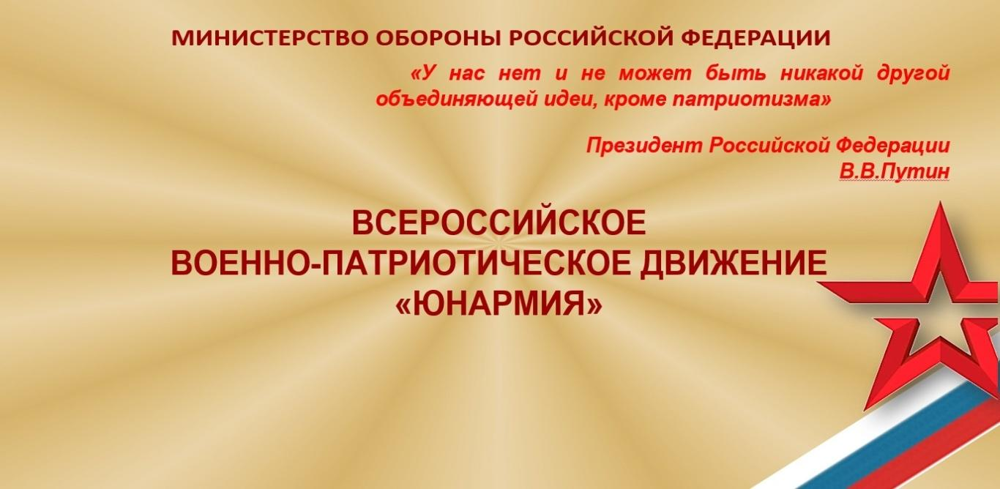 МИНИСТЕРСТВО ОБОРОНЫ РОССИЙСКОЙ ФЕДЕРАЦИИ
«У нас нет и не может быть никакой другой
объединяющей идеи, кроме патриотизма»
Президент Российской Федерации
В.В.Путин
ВСЕРОССИЙСКОЕ
ВОЕННО-ПАТРИОТИЧЕСКОЕ ДВИЖЕНИЕ
«ЮНАРМИЯ»